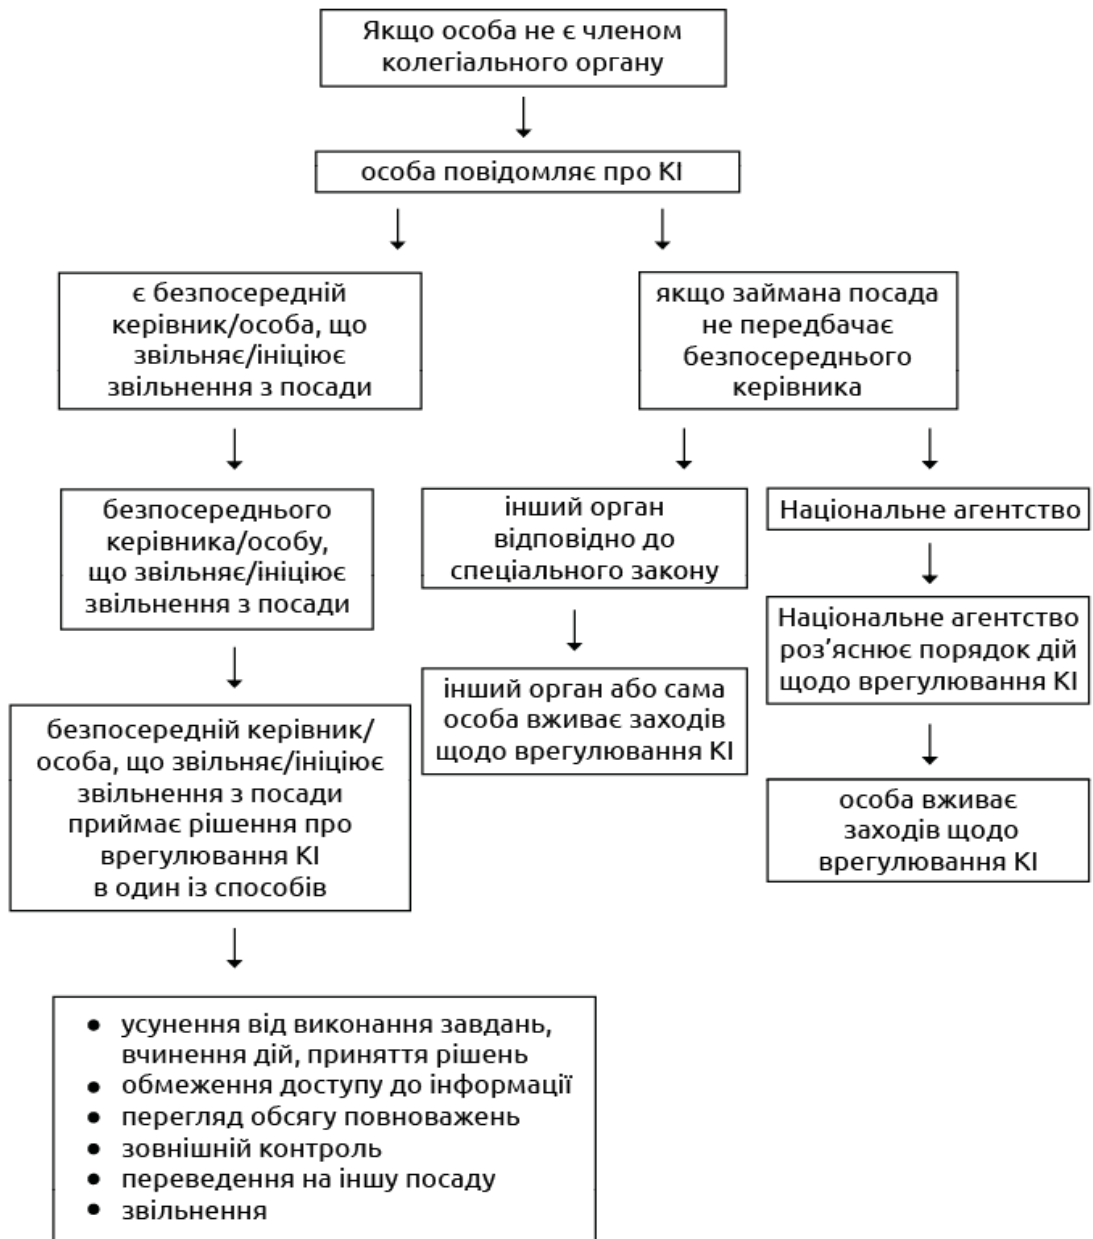 Якщо особа не є членом
колегіального органу
особа повідомляє про КІ
є безпосередній
керівник/особа, що
звільняє/ініціює
звільнення з посади
якщо займана посада
не передбачає
безпосереднього
керівника
безпосереднього
керівника/особу,
що звільняє/ініціює
звільнення з посади
інший орган
відповідно до
спеціального закону
Національне агентство
безпосередній керівник/
особа, що звільняє/ініціює
звільнення з посади
приймає рішення про
врегулювання КІ
в один із способів
інший орган або сама
особа вживає заходів
щодо врегулювання КІ
Національне агентство
роз’яснює порядок дій
щодо врегулювання КІ
особа вживає
заходів щодо
врегулювання КІ
● усунення від виконання завдань,
вчинення дій, прийняття рішень
● обмеження доступу до інформації
● перегляд обсягу повноважень
● зовнішній контроль
● переведення на іншу посаду
● звільнення